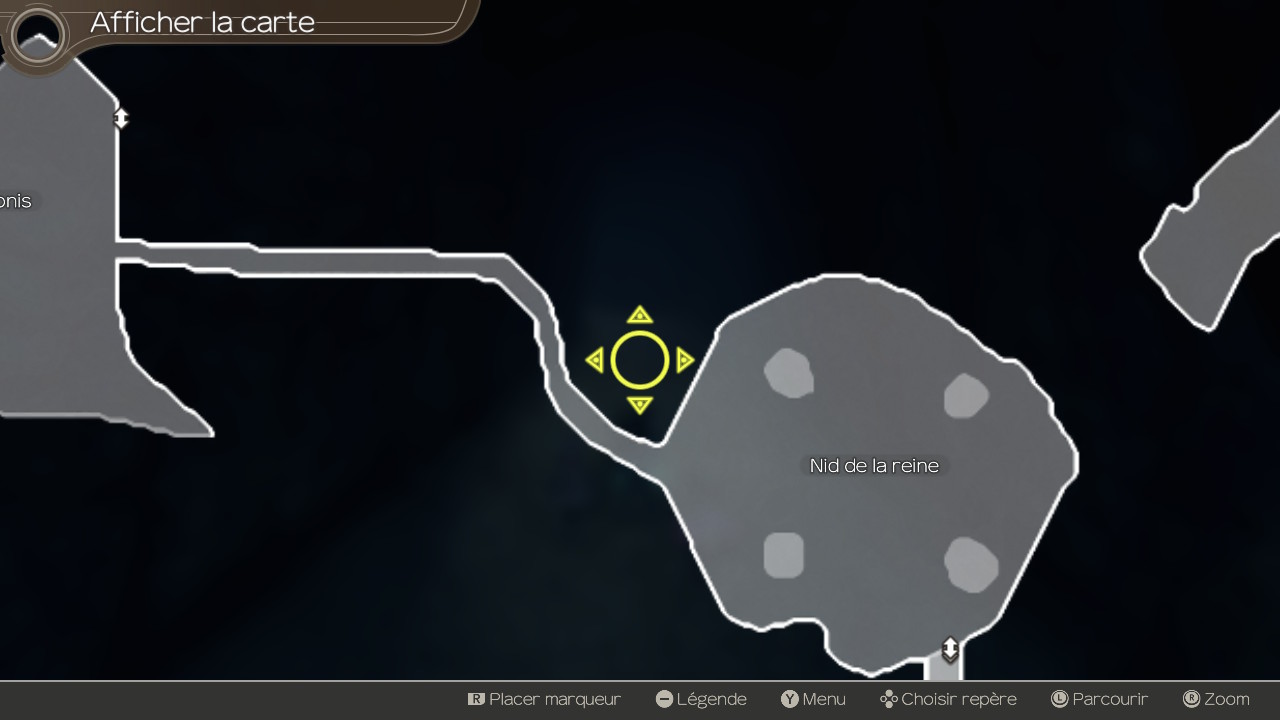 Afficher la carte
onis
Nid de la reine
R Placer marqueur
Légende
Y Menu
Choisir repère
L Parcourir
R Zoom